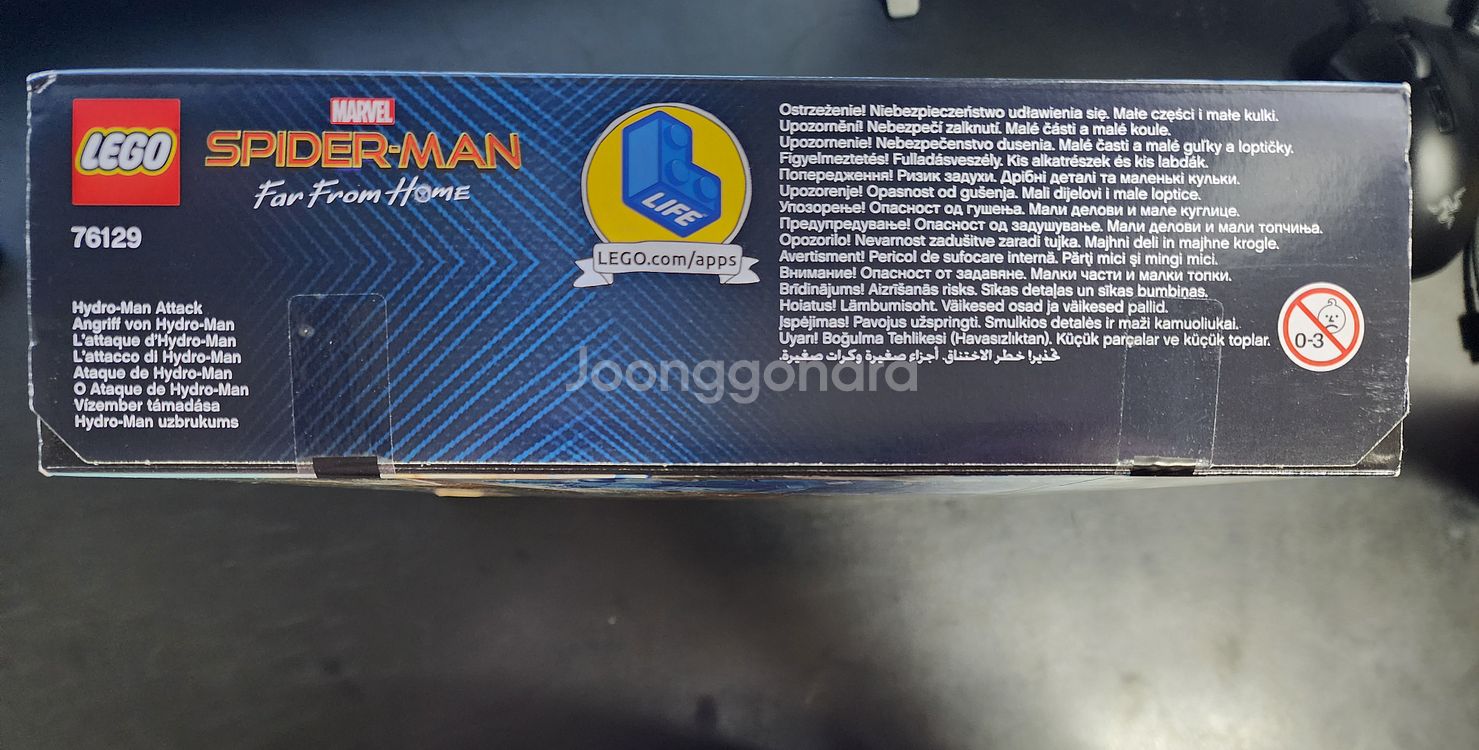 LEGO
MARVEL
SPIDER-MAN
Far From Home
76129
Hydro-Man Attack
Angriff von Hydro-Man
L'attaque d'Hydro-Man
L'attacco di Hydro-Man
Ataque de Hydro-Man
O Ataque de Hydro-Man
Vízember támadása
Hydro-Man uzbrukums
LIFE
LEGO.com/apps
Ostrzeżenie! Niebezpieczeństwo udławienia się. Małe części i małe kulki.
Upozornění! Nebezpečí zalknutí. Malé části a malé koule.
Upozornenie! Nebezpečenstvo dusenia. Malé časti a malé guľky a loptičky.
Figyelmeztetés! Fulladásveszély. Kis alkatrészek és kis labdák.
Попередження! Ризик задухи. Дрібні деталі та маленькі кульки.
Upozorenje! Opasnost od gušenja. Mali dijelovi i male loptice.
Упозорење! Опасност од гушења. Мали делови и мале куглице.
Предупредување! Опасност од задушување. Мали делови и мали топчиња.
Opozorilo! Nevarnost zadušitve zaradi tujka. Majhni deli in majhne krogle.
Avertisment! Pericol de sufocare internă. Părți mici și mingi mici.
Внимание! Опасност от задавяне. Малки части и малки топки.
Brīdinājums! Aizrīšanās risks. Sīkas detaļas un sīkas bumbiņas.
Hoiatus! Lämbumisoht. Väikesed osad ja väikesed pallid.
Įspėjimas! Pavojus užspringti. Smulkios detalės ir maži kamuoliukai.
Uyarı! Boğulma Tehlikesi (Havasızlıktan). Küçük parçalar ve küçük toplar.
تحذير! خطر الاختناق. أجزاء صغيرة وكرات صغيرة.
0-3
Joonggonara